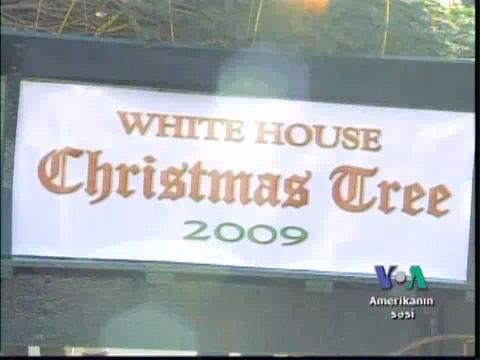 WHITE HOUSE
Christmas Tree
2009
VOA
Amerikanın
səsi